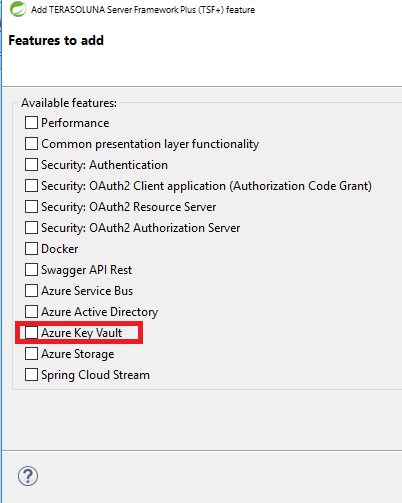 Add TERASOLUNA Server Framework Plus (TSF+) feature
Features to add
Available features:
Performance
Common presentation layer functionality
Security: Authentication
Security: OAuth2 Client application (Authorization Code Grant)
Security: OAuth2 Resource Server
Security: OAuth2 Authorization Server
Docker
Swagger API Rest
Azure Service Bus
Azure Active Directory
Azure Key Vault
Azure Storage
Spring Cloud Stream
?